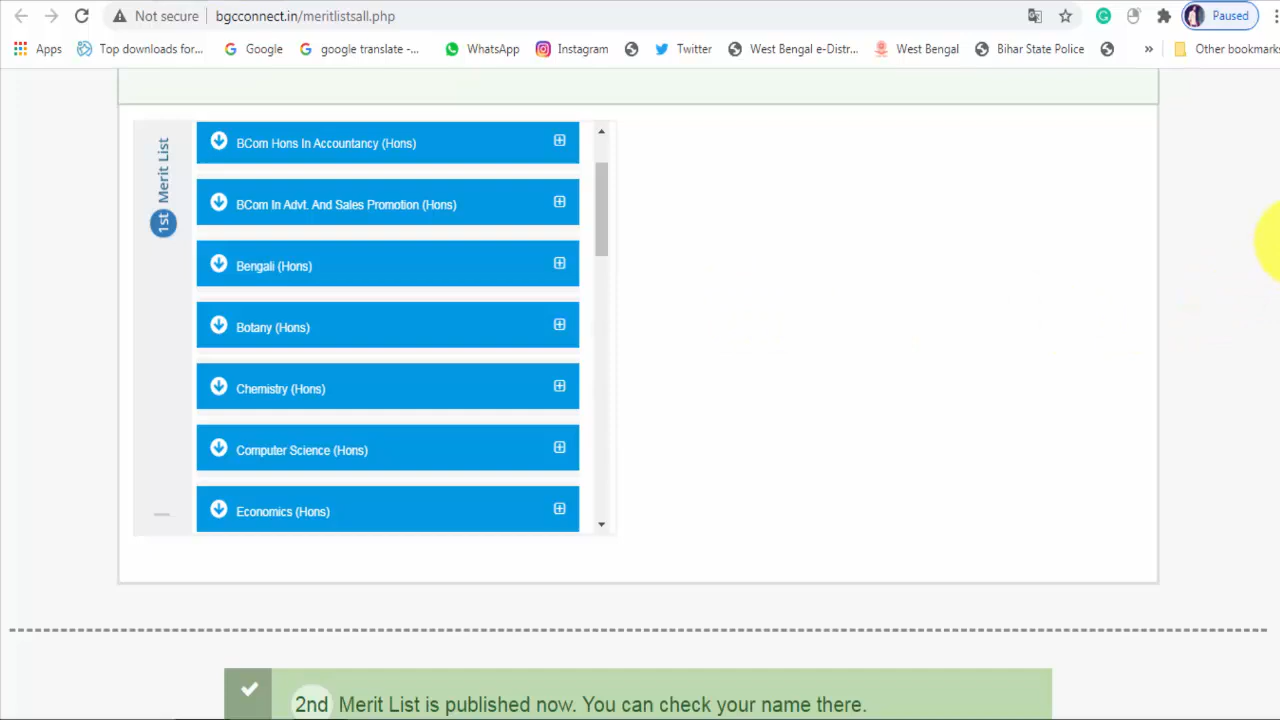 Not secure bgcconnect.in/meritlistsall.php Paused
Apps Top downloads for... Google google translate -... WhatsApp Instagram Twitter West Bengal e-Distr... West Bengal Bihar State Police » Other bookmarks
1st Merit List
BCom Hons In Accountancy (Hons)
BCom In Advt. And Sales Promotion (Hons)
Bengali (Hons)
Botany (Hons)
Chemistry (Hons)
Computer Science (Hons)
Economics (Hons)
2nd Merit List is published now. You can check your name there.